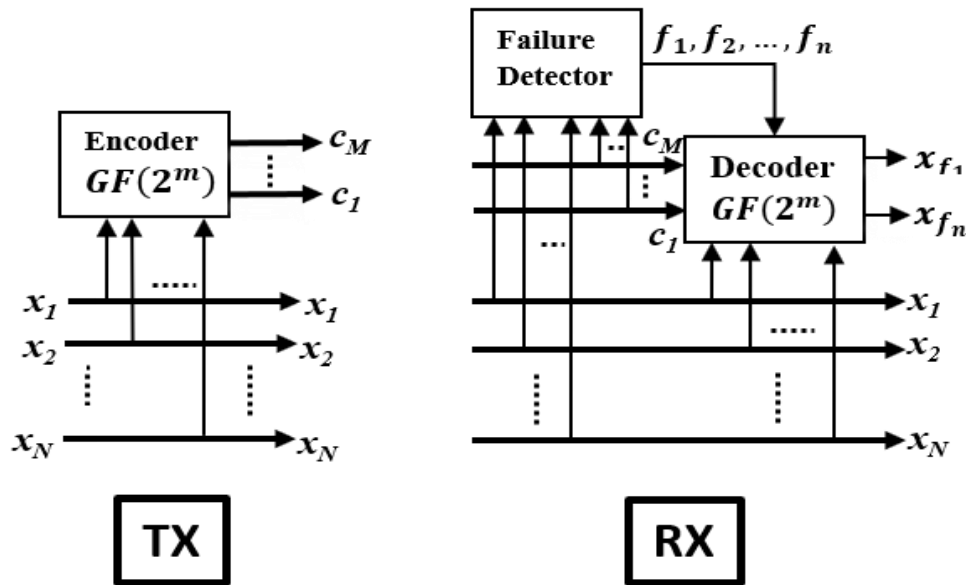 Encoder
GF(2^m)
c_M
c_1
x_1
x_1
x_2
x_2
x_N
x_N
TX
Failure
Detector
f_1, f_2, ..., f_n
c_M
c_1
Decoder
GF(2^m)
x_{f_1}
x_{f_n}
x_1
x_2
x_N
RX